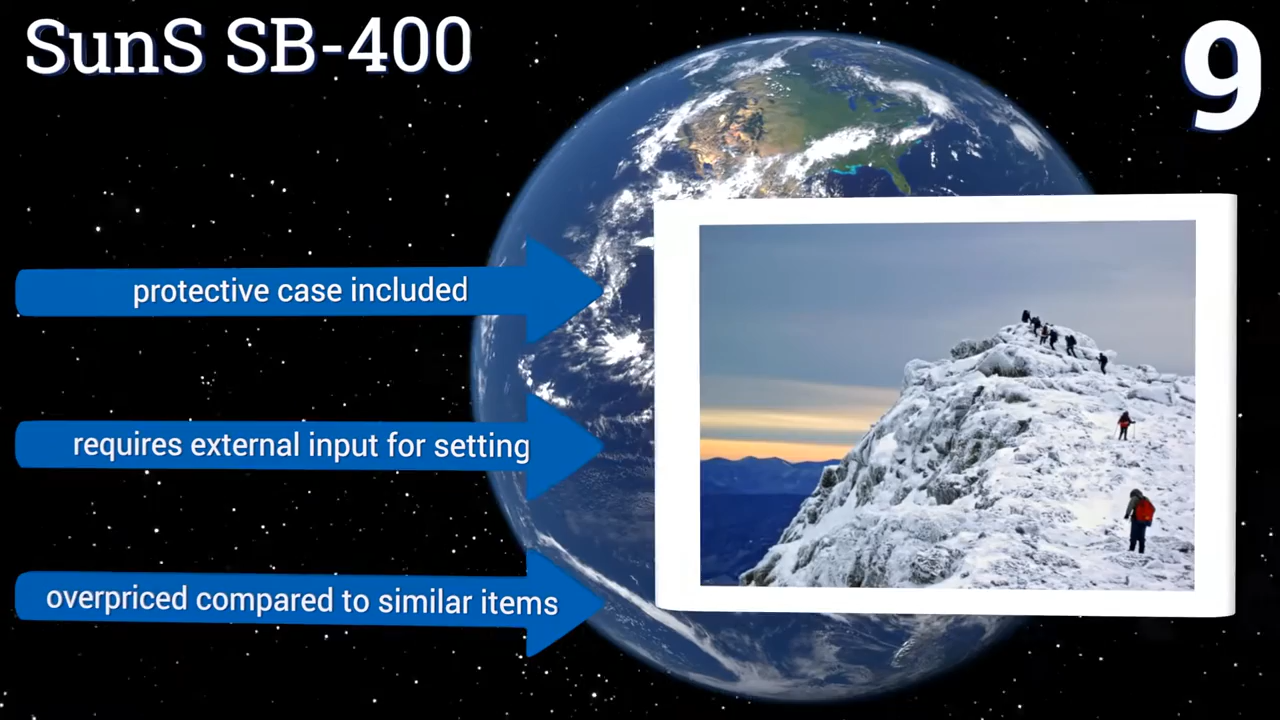 SunS SB-400
9
protective case included
requires external input for setting
overpriced compared to similar items